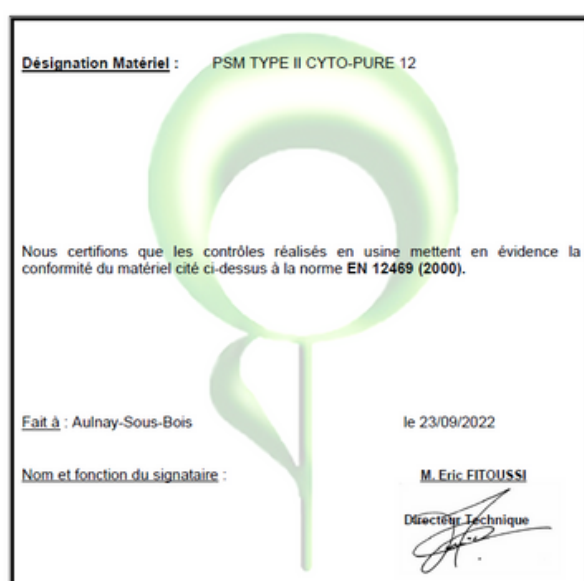 Désignation Matériel : PSM TYPE II CYTO-PURE 12
Nous certifions que les contrôles réalisés en usine mettent en évidence la
conformité du matériel cité ci-dessus à la norme EN 12469 (2000).
Fait à : Aulnay-Sous-Bois le 23/09/2022
Nom et fonction du signataire : M. Eric FITOUSSI
Directeur Technique